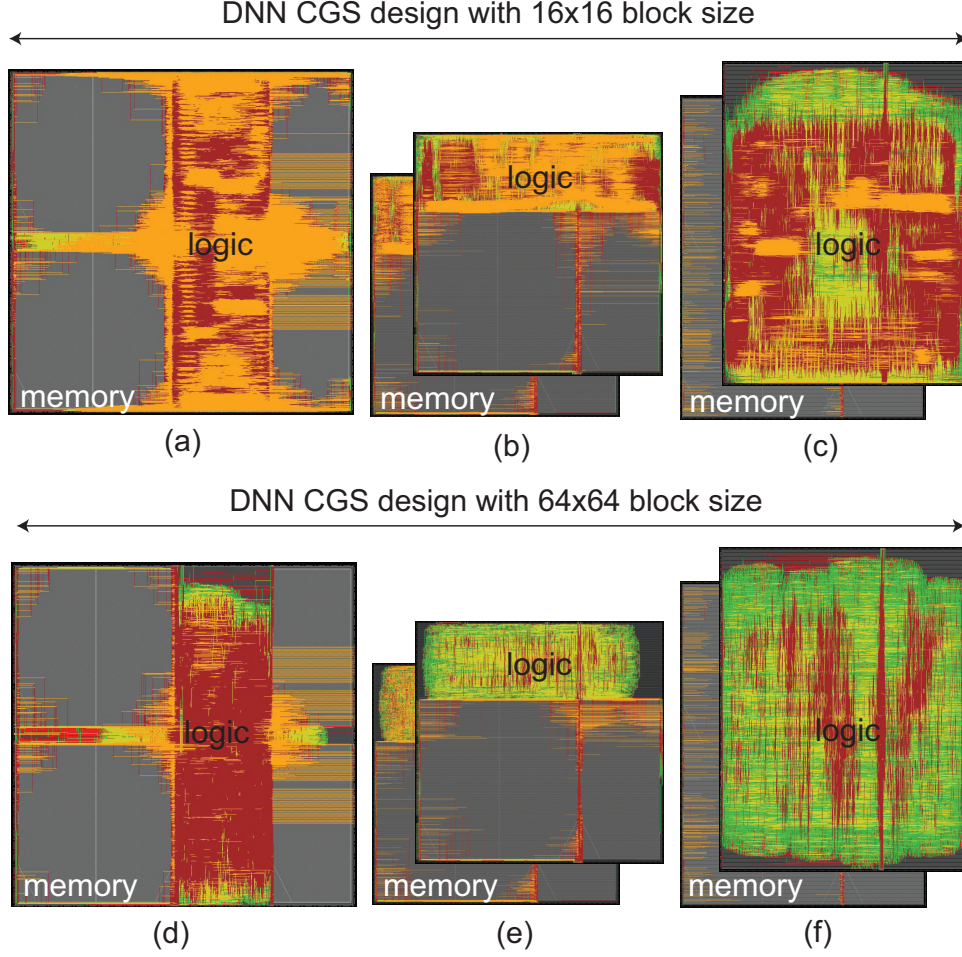 DNN CGS design with 16x16 block size
logic
memory
(a)
logic
memory
(b)
logic
memory
(c)
DNN CGS design with 64x64 block size
logic
memory
(d)
logic
memory
(e)
logic
memory
(f)